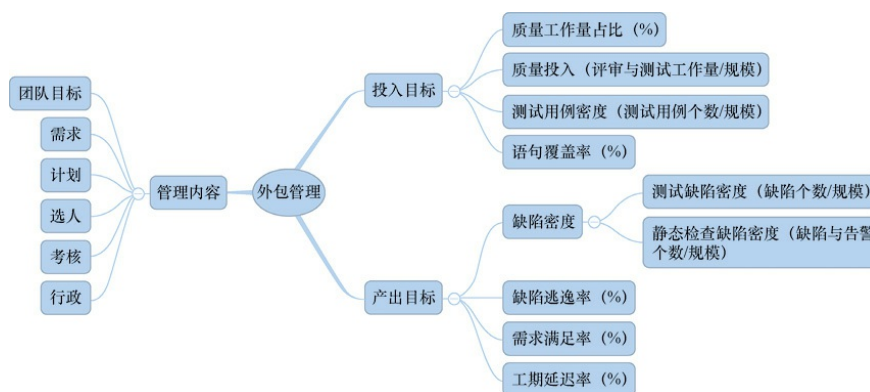 外包管理
管理内容
团队目标
需求
计划
选人
考核
行政
投入目标
质量工作量占比（%）
质量投入（评审与测试工作量/规模）
测试用例密度（测试用例个数/规模）
语句覆盖率（%）
产出目标
缺陷密度
测试缺陷密度（缺陷个数/规模）
静态检查缺陷密度（缺陷与告警
个数/规模）
缺陷逃逸率（%）
需求满足率（%）
工期延迟率（%）